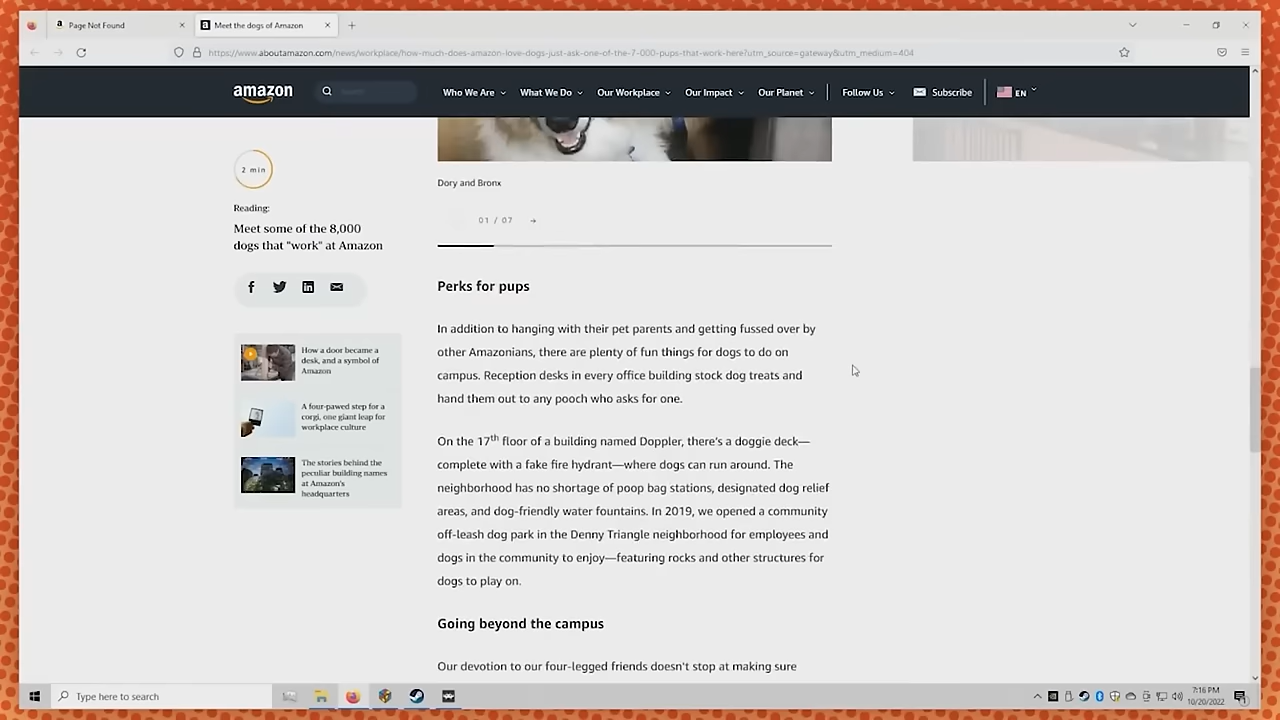 Page Not Found
Meet the dogs of Amazon
https://www.aboutamazon.com/news/workplace/how-much-does-amazon-love-dogs-just-ask-one-of-the-7-000-pups-that-work-here?utm_source=gateway&utm_medium=404
amazon
Search
Who We Are
What We Do
Our Workplace
Our Impact
Our Planet
Follow Us
Subscribe
EN
2 min
Reading:
Meet some of the 8,000
dogs that "work" at Amazon
How a door became a
desk, and a symbol of
Amazon
A four-pawed step for a
corgi, one giant leap for
workplace culture
The stories behind the
peculiar building names
at Amazon's
headquarters
Dory and Bronx
01 / 07
Perks for pups
In addition to hanging with their pet parents and getting fussed over by
other Amazonians, there are plenty of fun things for dogs to do on
campus. Reception desks in every office building stock dog treats and
hand them out to any pooch who asks for one.
On the 17th floor of a building named Doppler, there's a doggie deck—
complete with a fake fire hydrant—where dogs can run around. The
neighborhood has no shortage of poop bag stations, designated dog relief
areas, and dog-friendly water fountains. In 2019, we opened a community
off-leash dog park in the Denny Triangle neighborhood for employees and
dogs in the community to enjoy—featuring rocks and other structures for
dogs to play on.
Going beyond the campus
Our devotion to our four-legged friends doesn't stop at making sure
Type here to search
7:16 PM
10/20/2022